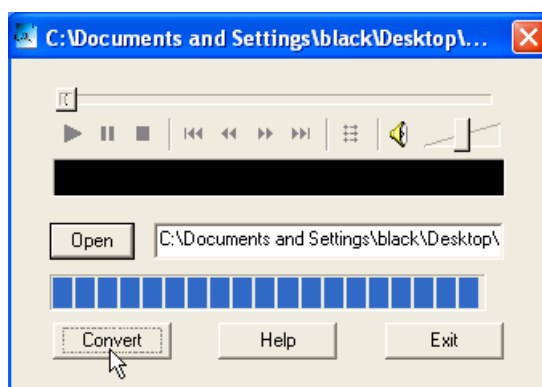 C:\Documents and Settings\black\Desktop\...
Open
C:\Documents and Settings\black\Desktop\
Convert
Help
Exit